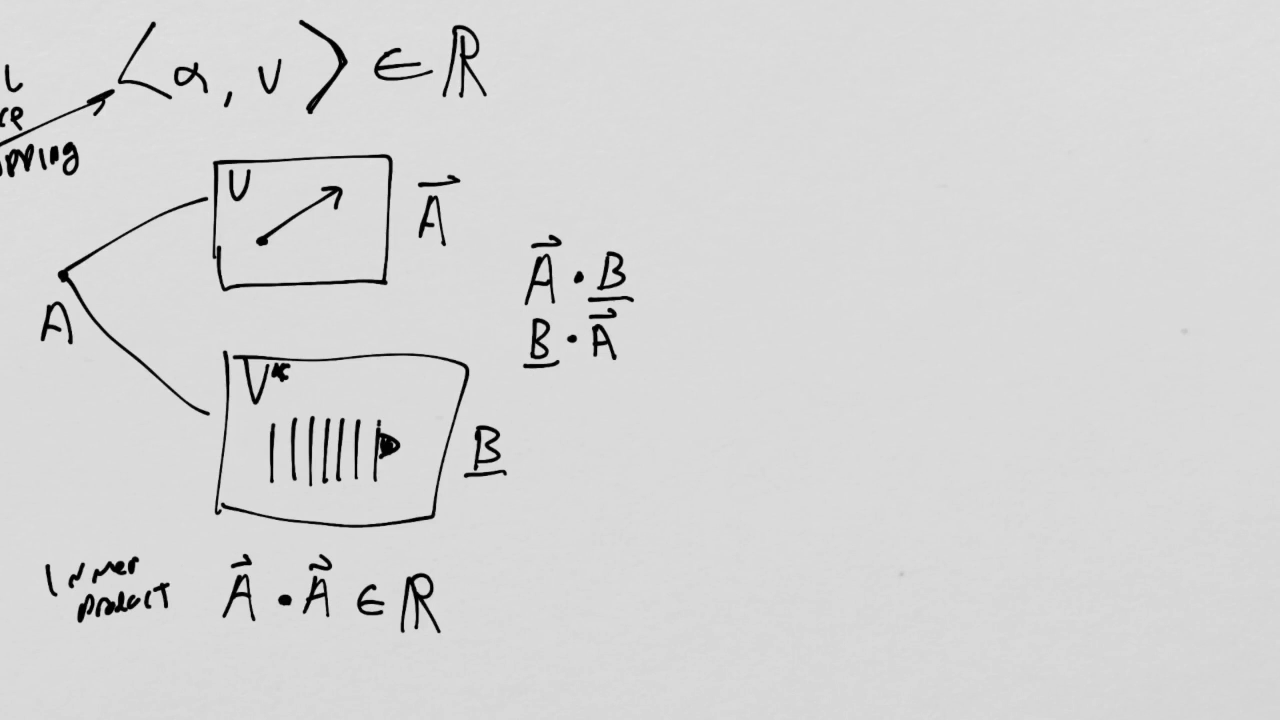 ⟨α, v⟩ ∈ ℝ
V
A⃗
A⃗ · B̲
B̲ · A⃗
A
V*
B̲
Inner
product
A⃗ · A⃗ ∈ ℝ